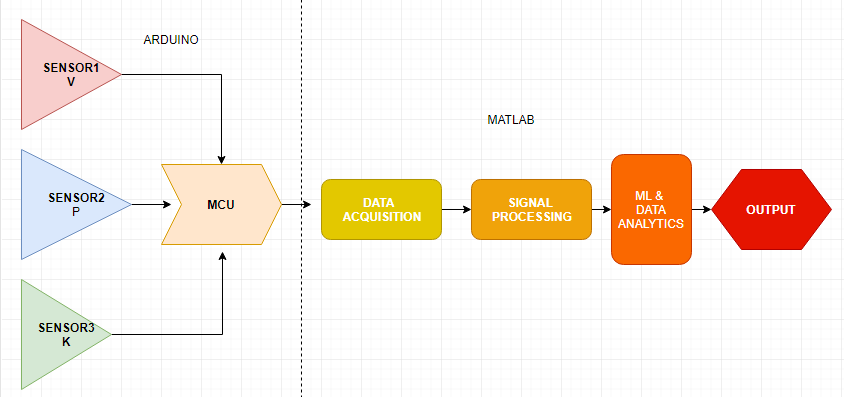 ARDUINO
SENSOR1
V
MATLAB
SENSOR2
P
MCU
DATA
ACQUISITION
SIGNAL
PROCESSING
ML &
DATA
ANALYTICS
OUTPUT
SENSOR3
K